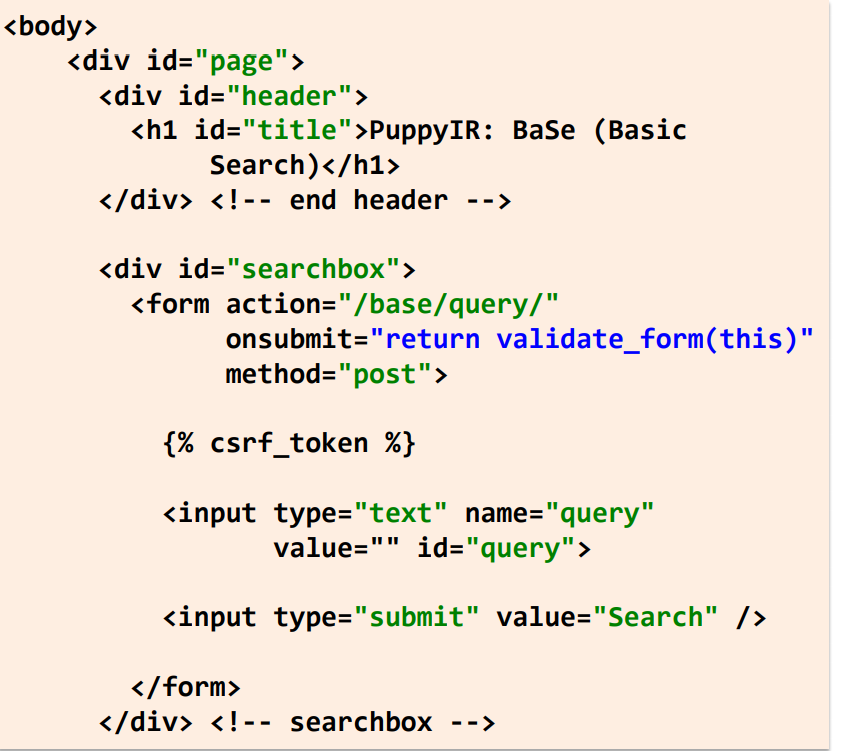 <body>
<div id="page">
<div id="header">
<h1 id="title">PuppyIR: BaSe (Basic
Search)</h1>
</div> <!-- end header -->
<div id="searchbox">
<form action="/base/query/"
onsubmit="return validate_form(this)"
method="post">
{% csrf_token %}
<input type="text" name="query"
value="" id="query">
<input type="submit" value="Search" />
</form>
</div> <!-- searchbox -->